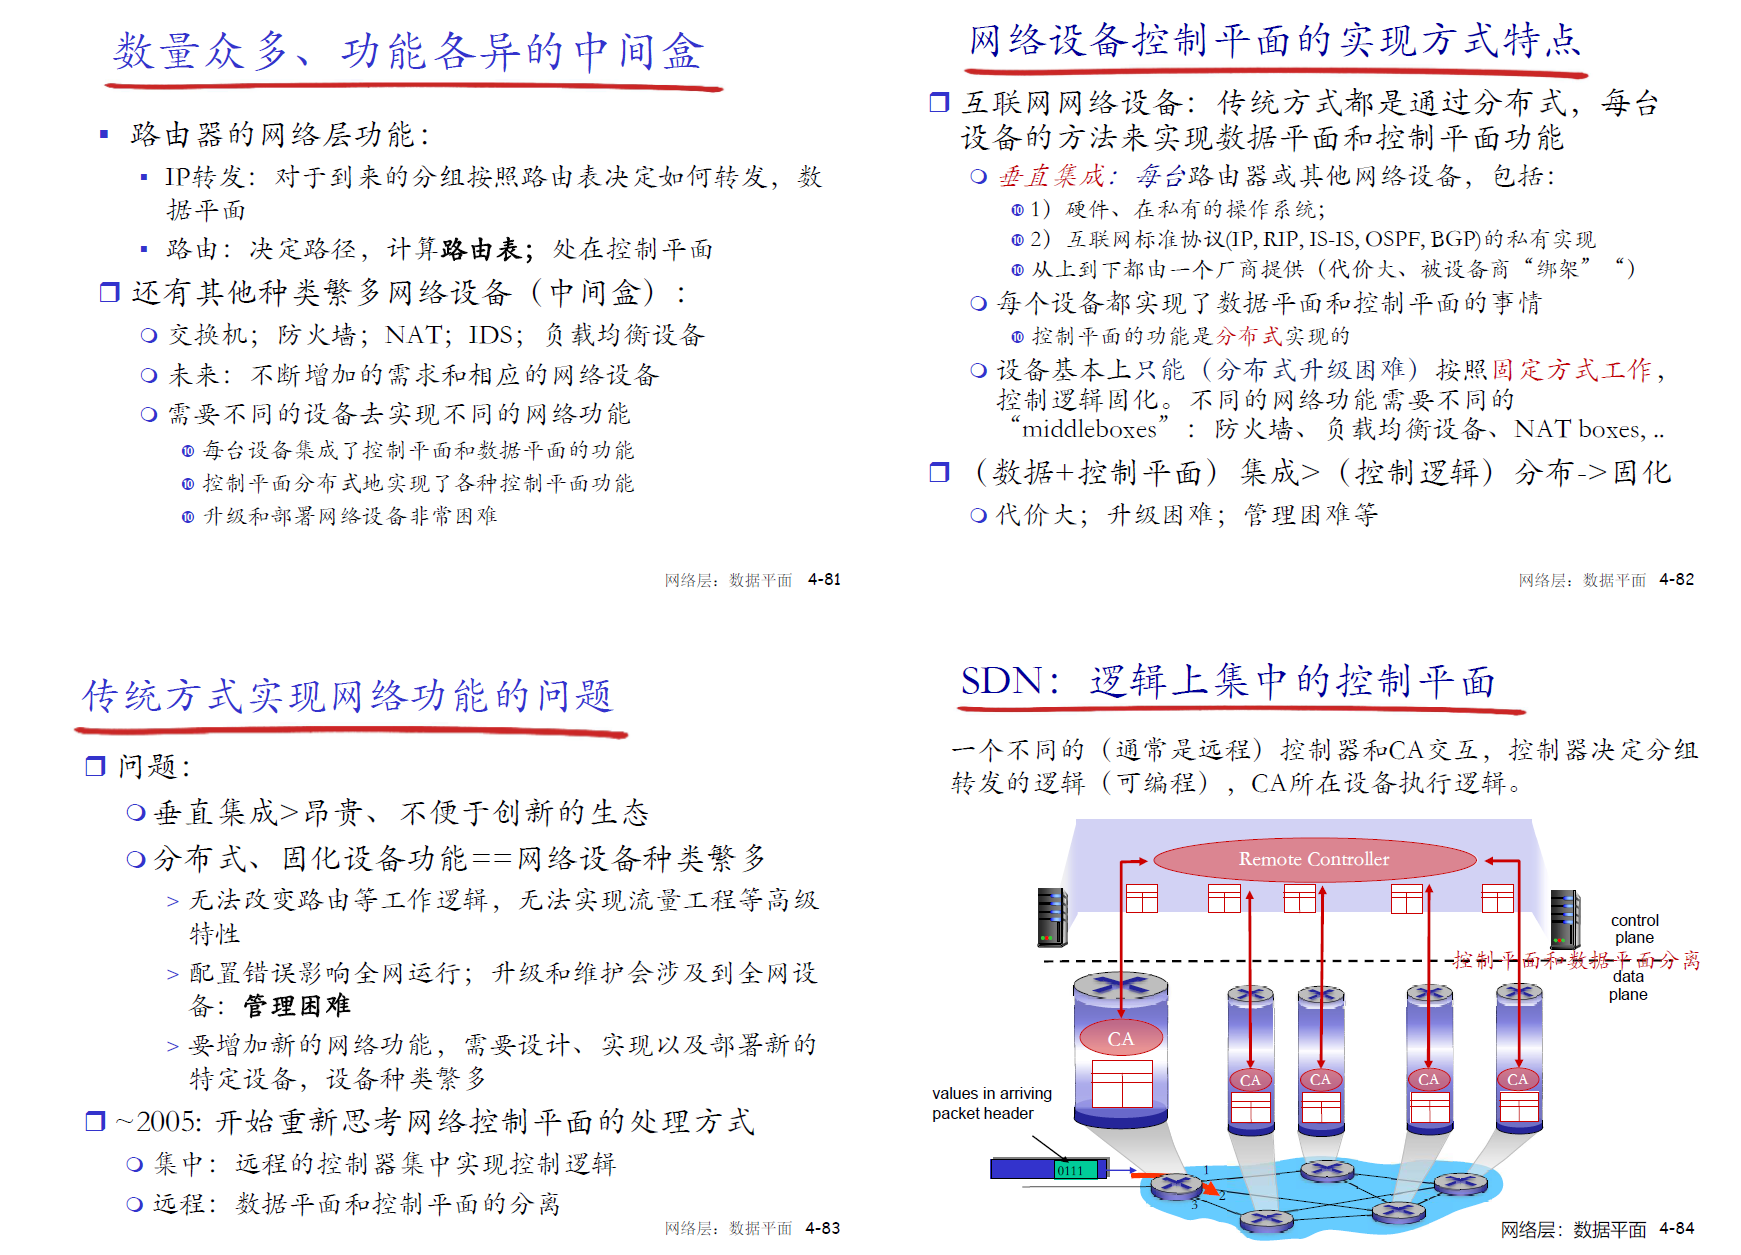 数量众多、功能各异的中间盒
▪ 路由器的网络层功能：
▪ IP转发：对于到来的分组按照路由表决定如何转发，数
据平面
▪ 路由：决定路径，计算路由表；处在控制平面
❒ 还有其他种类繁多网络设备（中间盒）：
❍ 交换机；防火墙；NAT；IDS；负载均衡设备
❍ 未来：不断增加的需求和相应的网络设备
❍ 需要不同的设备去实现不同的网络功能
❿ 每台设备集成了控制平面和数据平面的功能
❿ 控制平面分布式地实现了各种控制平面功能
❿ 升级和部署网络设备非常困难
网络层：数据平面 4-81
网络设备控制平面的实现方式特点
❒ 互联网网络设备：传统方式都是通过分布式，每台
设备的方法来实现数据平面和控制平面功能
❍ 垂直集成：每台路由器或其他网络设备，包括：
❿ 1）硬件、在私有的操作系统；
❿ 2）互联网标准协议(IP, RIP, IS-IS, OSPF, BGP)的私有实现
❿ 从上到下都由一个厂商提供（代价大、被设备商“绑架”“）
❍ 每个设备都实现了数据平面和控制平面的事情
❿ 控制平面的功能是分布式实现的
❍ 设备基本上只能（分布式升级困难）按照固定方式工作，
控制逻辑固化。不同的网络功能需要不同的
“middleboxes”：防火墙、负载均衡设备、NAT boxes, ..
❒ （数据+控制平面）集成>（控制逻辑）分布->固化
❍ 代价大；升级困难；管理困难等
网络层：数据平面 4-82
传统方式实现网络功能的问题
❒ 问题：
❍ 垂直集成>昂贵、不便于创新的生态
❍ 分布式、固化设备功能==网络设备种类繁多
> 无法改变路由等工作逻辑，无法实现流量工程等高级
特性
> 配置错误影响全网运行；升级和维护会涉及到全网设
备：管理困难
> 要增加新的网络功能，需要设计、实现以及部署新的
特定设备，设备种类繁多
❒ ~2005: 开始重新思考网络控制平面的处理方式
❍ 集中：远程的控制器集中实现控制逻辑
❍ 远程：数据平面和控制平面的分离
网络层：数据平面 4-83
SDN：逻辑上集中的控制平面
一个不同的（通常是远程）控制器和CA交互，控制器决定分组
转发的逻辑（可编程），CA所在设备执行逻辑。
Remote Controller
control
plane
控制平面和数据平面分离
data
plane
CA
CA
CA
CA
CA
values in arriving
packet header
0111
1
2
3
网络层：数据平面 4-84